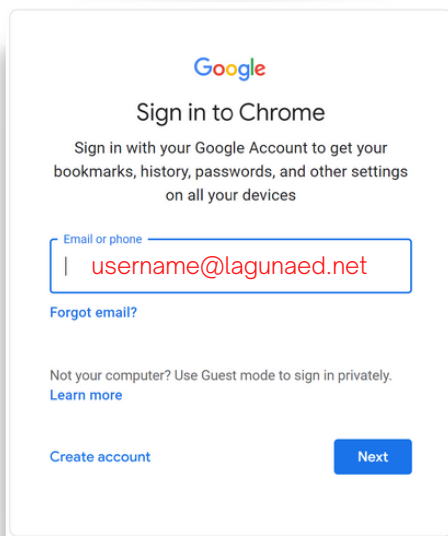 Google
Sign in to Chrome
Sign in with your Google Account to get your
bookmarks, history, passwords, and other settings
on all your devices
Email or phone
username@lagunaed.net
Forgot email?
Not your computer? Use Guest mode to sign in privately.
Learn more
Create account
Next